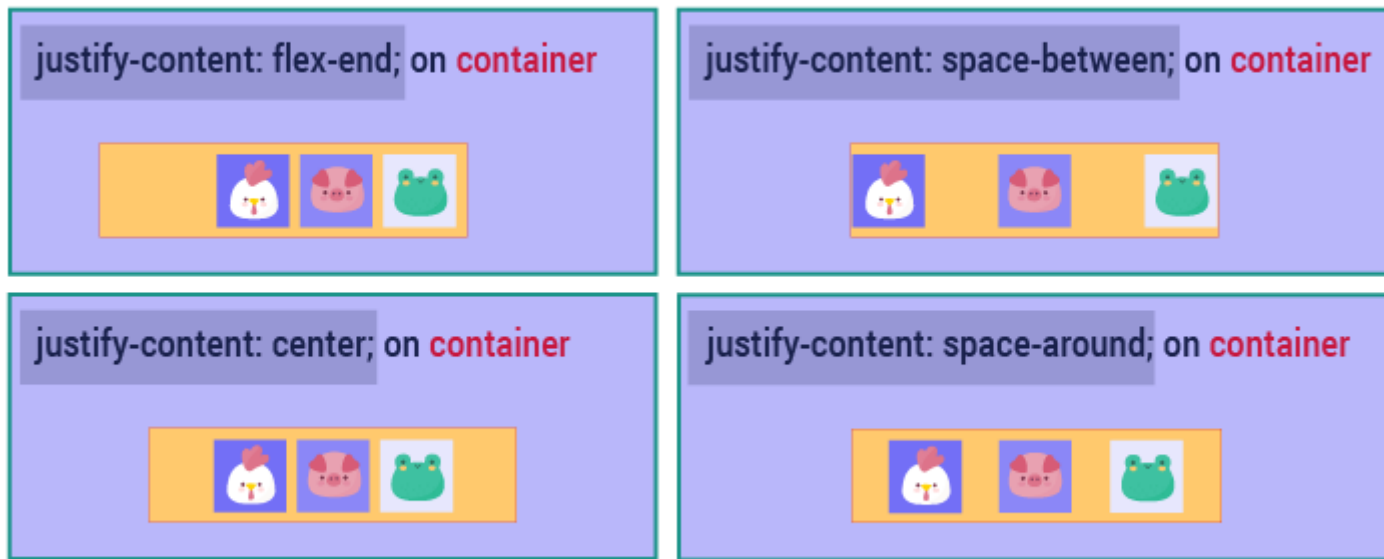 justify-content: flex-end; on container
justify-content: space-between; on container
justify-content: center; on container
justify-content: space-around; on container